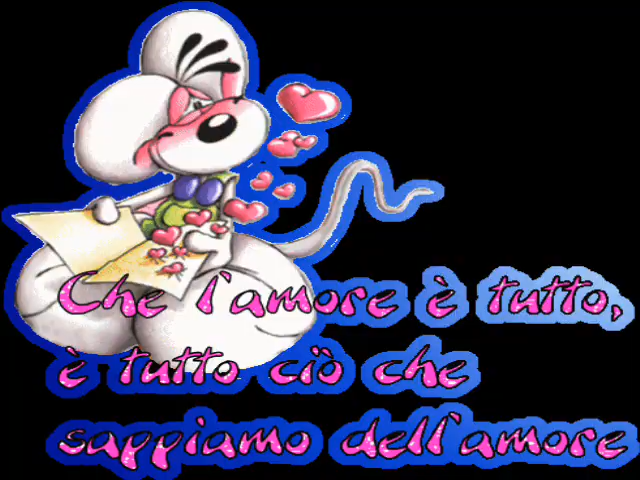 Che l'amore è tutto,
è tutto ciò che
sappiamo dell'amore